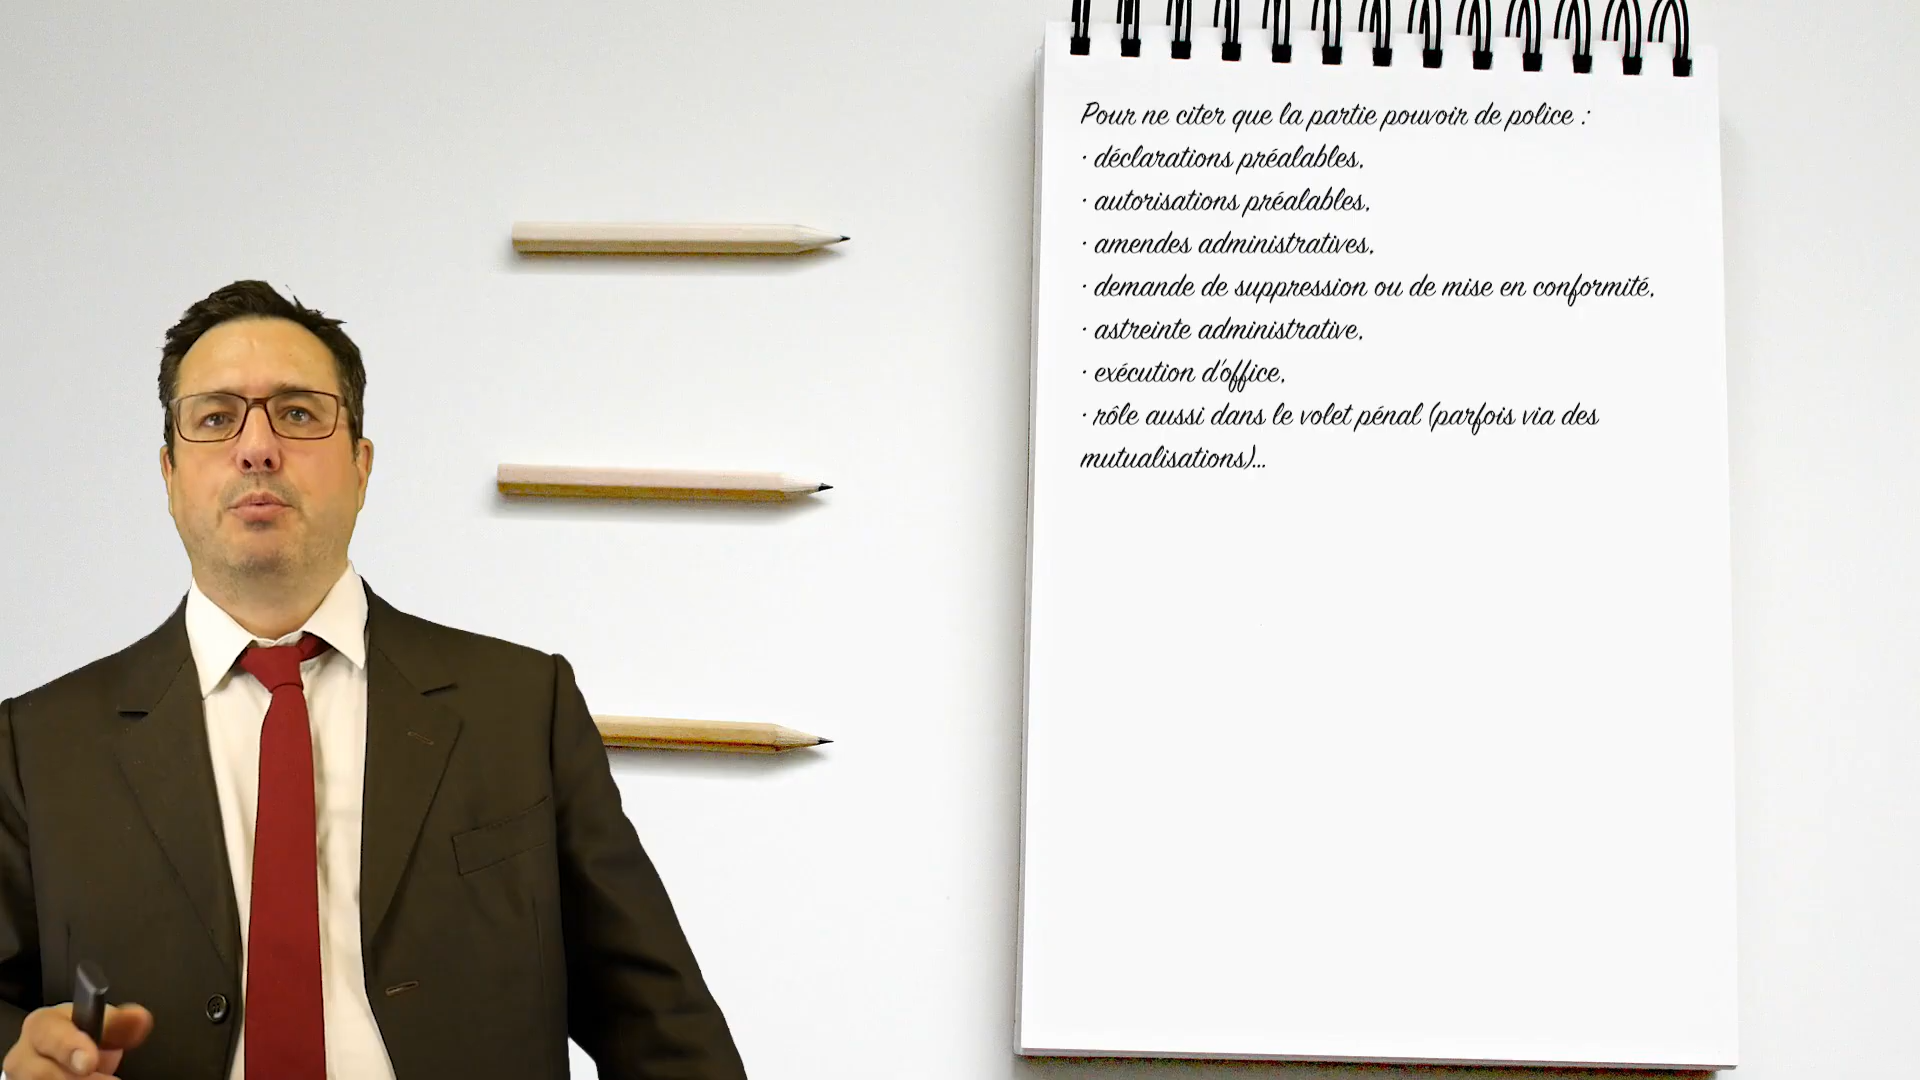 Pour ne citer que la partie pouvoir de police :
· déclarations préalables,
· autorisations préalables,
· amendes administratives,
· demande de suppression ou de mise en conformité,
· astreinte administrative,
· exécution d'office,
· rôle aussi dans le volet pénal (parfois via des
mutualisations)...